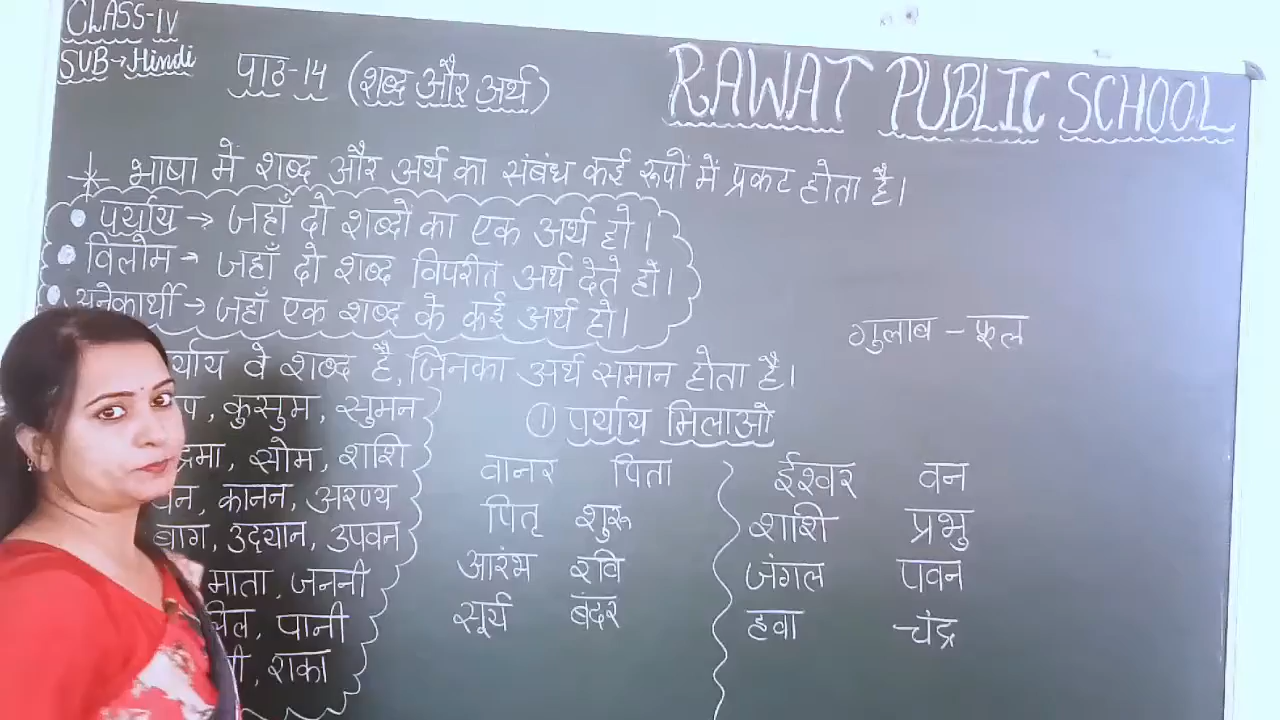 CLASS-IV
SUB→Hindi
पाठ-14 (शब्द और अर्थ)
RAWAT PUBLIC SCHOOL
भाषा में शब्द और अर्थ का संबंध कई रूपों में प्रकट होता है।
• पर्याय → जहाँ दो शब्दों का एक अर्थ हो।
• विलोम → जहाँ दो शब्द विपरीत अर्थ देते हों।
• अनेकार्थी → जहाँ एक शब्द के कई अर्थ हो।
गुलाब - फूल
वे शब्द है, जिनका अर्थ समान होता है।
कुसुम, सुमन
सोम, शशि
कानन, अरण्य
बाग, उद्यान, उपवन
माता, जननी
पानी
राका
① पर्याय मिलाओ
वानर पिता
पितृ शुरू
आरंभ रवि
सूर्य बंदर
ईश्वर वन
शशि प्रभु
जंगल पवन
हवा चंद्र